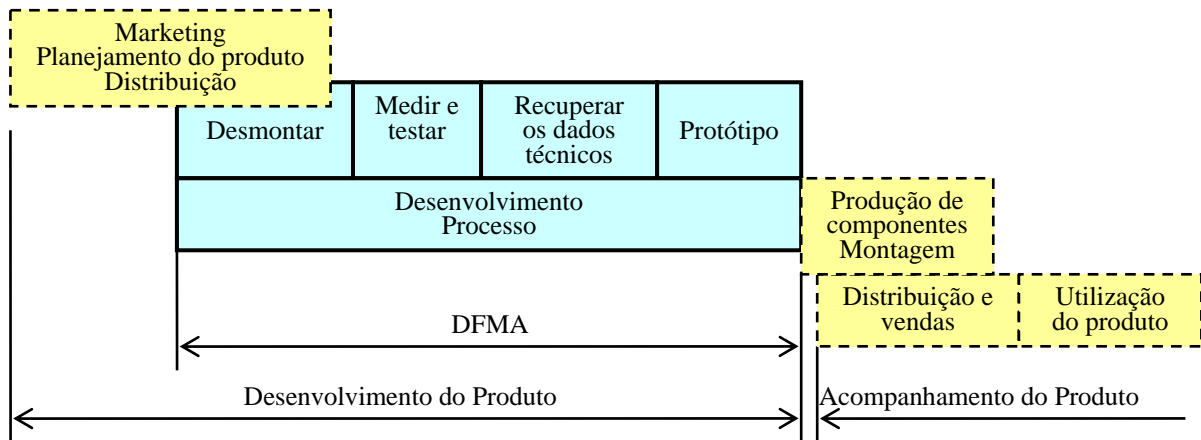 Marketing
Planejamento do produto
Distribuição
Desmontar
Medir e
testar
Recuperar
os dados
técnicos
Protótipo
Desenvolvimento
Processo
Produção de
componentes
Montagem
Distribuição e
vendas
Utilização
do produto
DFMA
Desenvolvimento do Produto
Acompanhamento do Produto